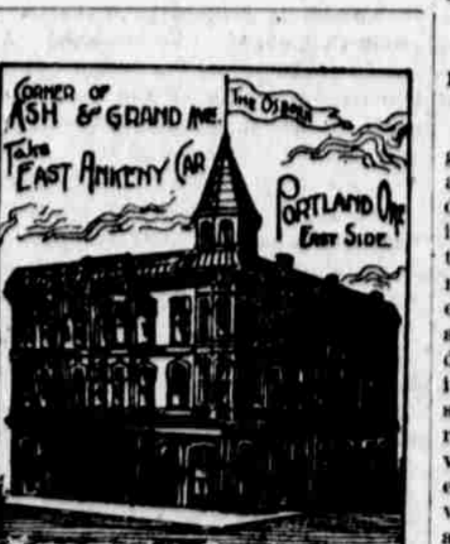 CORNER OF
ASH & GRAND AVE.
Take
EAST ANKENY CAR
THE OSBORN
PORTLAND ORE
EAST SIDE.